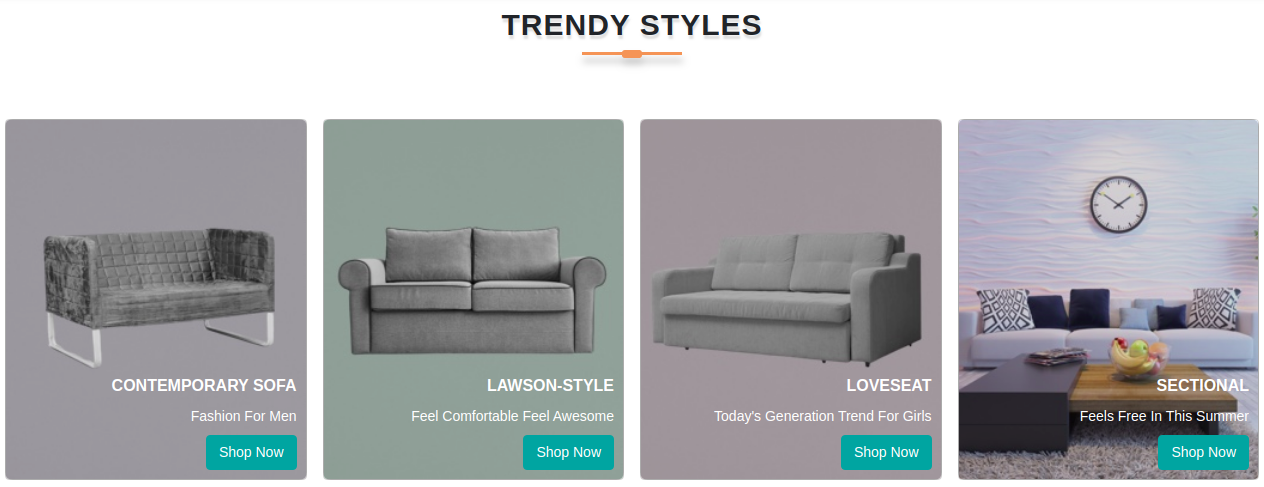 TRENDY STYLES
CONTEMPORARY SOFA
Fashion For Men
Shop Now
LAWSON-STYLE
Feel Comfortable Feel Awesome
Shop Now
LOVESEAT
Today's Generation Trend For Girls
Shop Now
SECTIONAL
Feels Free In This Summer
Shop Now